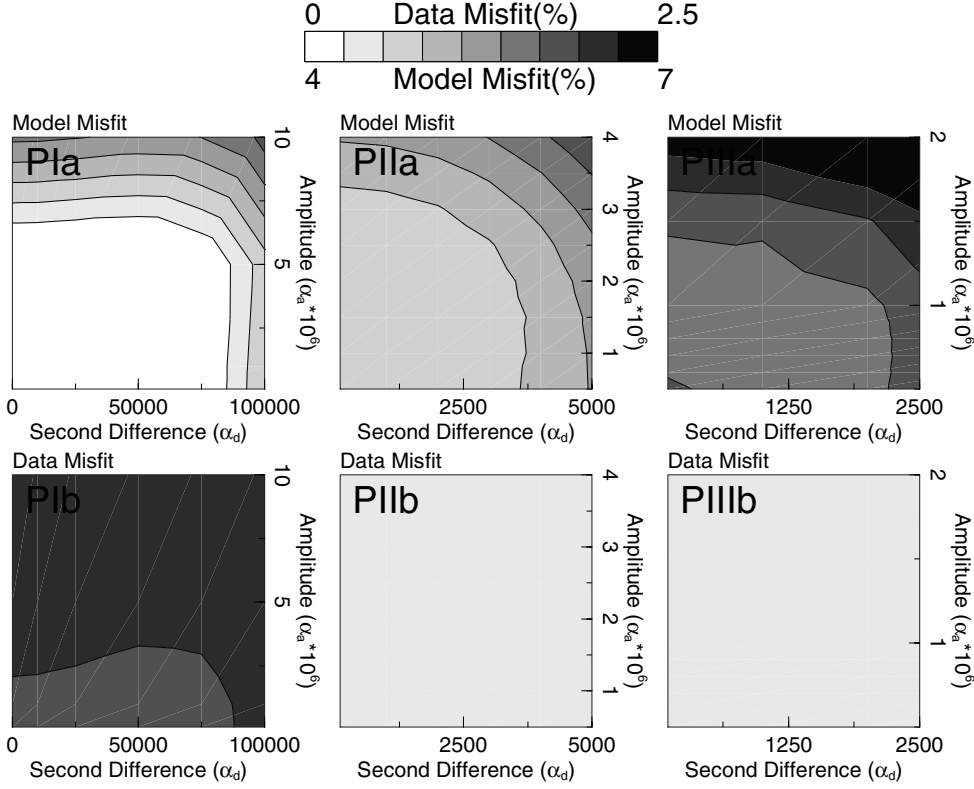 0 Data Misfit(%) 2.5
4 Model Misfit(%) 7
Model Misfit
PIa
10
5
Amplitude (αa*10^6)
0 50000 100000
Second Difference (αd)
Model Misfit
PIIa
4
3
2
1
Amplitude (αa*10^6)
2500 5000
Second Difference (αd)
Model Misfit
PIIIa
2
1
Amplitude (αa*10^6)
1250 2500
Second Difference (αd)
Data Misfit
PIb
10
5
Amplitude (αa*10^6)
0 50000 100000
Second Difference (αd)
Data Misfit
PIIb
4
3
2
1
Amplitude (αa*10^6)
2500 5000
Second Difference (αd)
Data Misfit
PIIIb
2
1
Amplitude (αa*10^6)
1250 2500
Second Difference (αd)